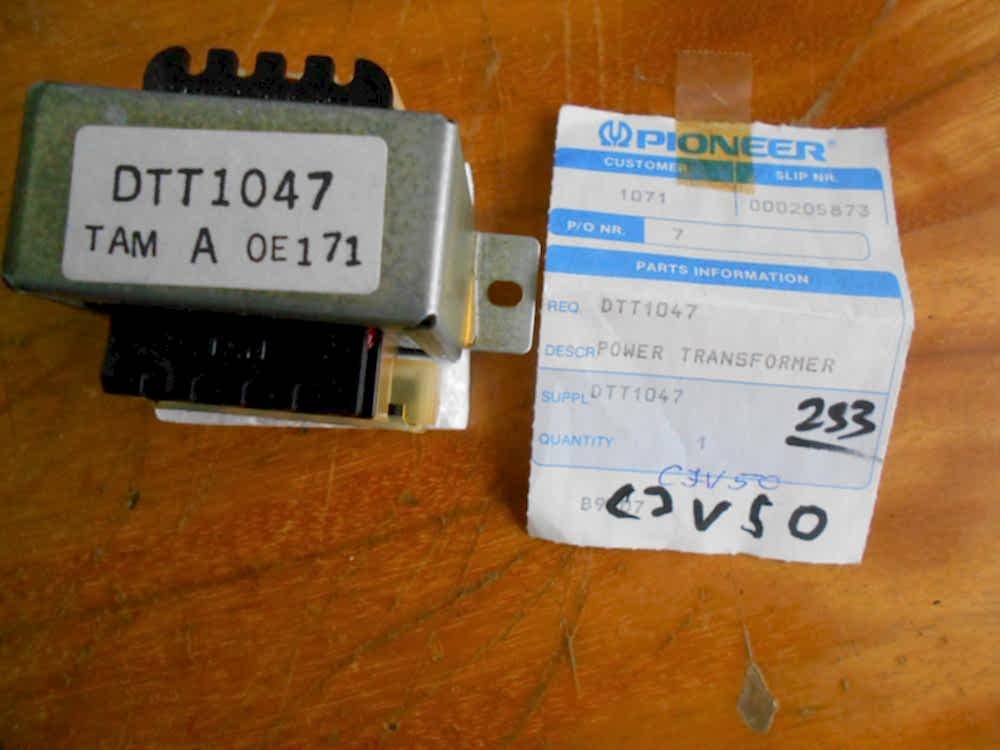 DTT1047
TAM A OE171
PIONEER
CUSTOMER SLIP NR.
1071 000205873
P/O NR. 7
PARTS INFORMATION
REQ. DTT1047
DESCR POWER TRANSFORMER
SUPPL DTT1047
253
QUANTITY 1
CJV50
CJV50